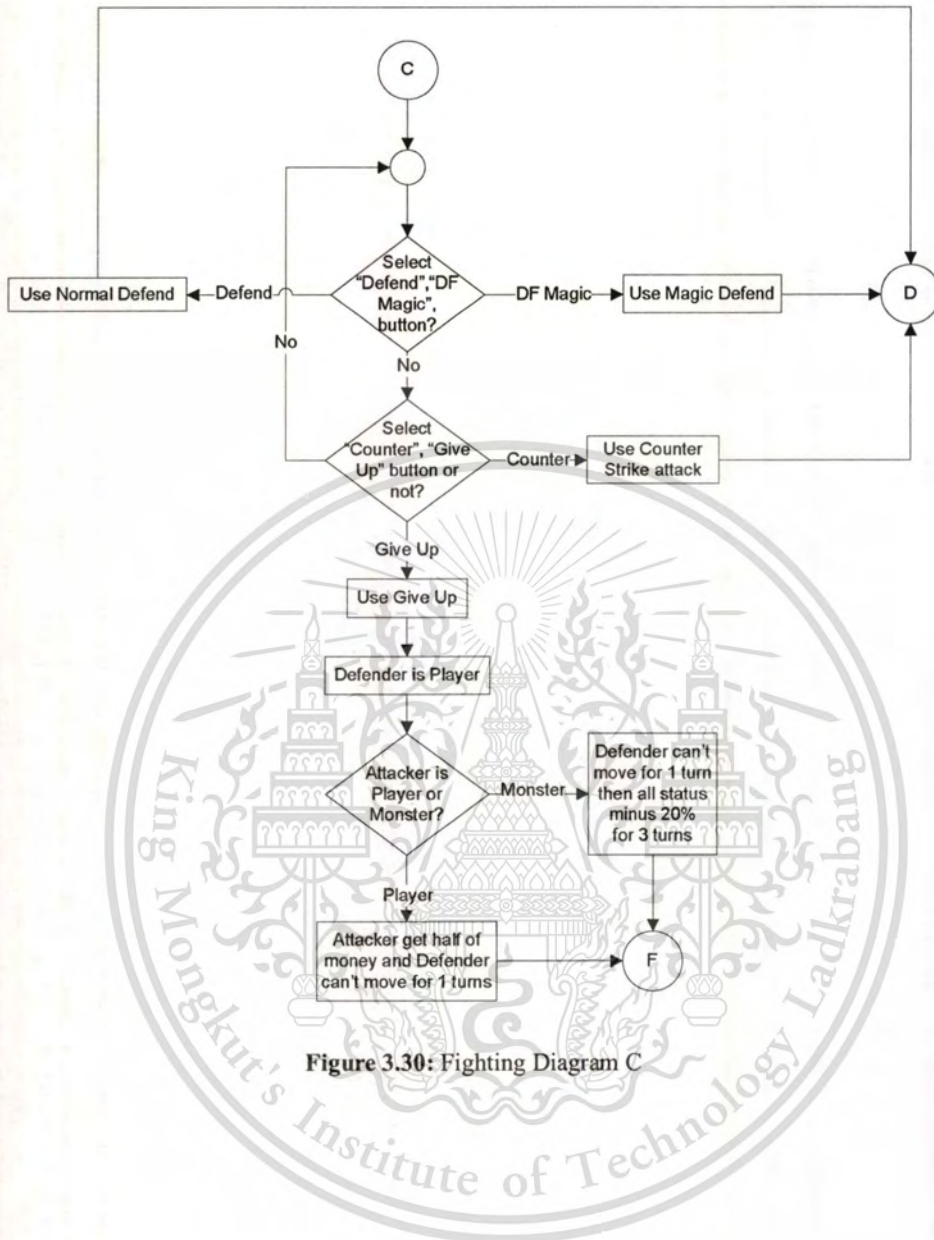 C
Select
"Defend","DF
Magic",
button?
Defend
Use Normal Defend
DF Magic
Use Magic Defend
D
No
No
Select
"Counter", "Give
Up" button or
not?
Counter
Use Counter
Strike attack
Give Up
Use Give Up
Defender is Player
Attacker is
Player or
Monster?
Monster
Defender can't
move for 1 turn
then all status
minus 20%
for 3 turns
Player
Attacker get half of
money and Defender
can't move for 1 turns
F
Figure 3.30: Fighting Diagram C
King Mongkut's Institute of Technology Ladkrabang